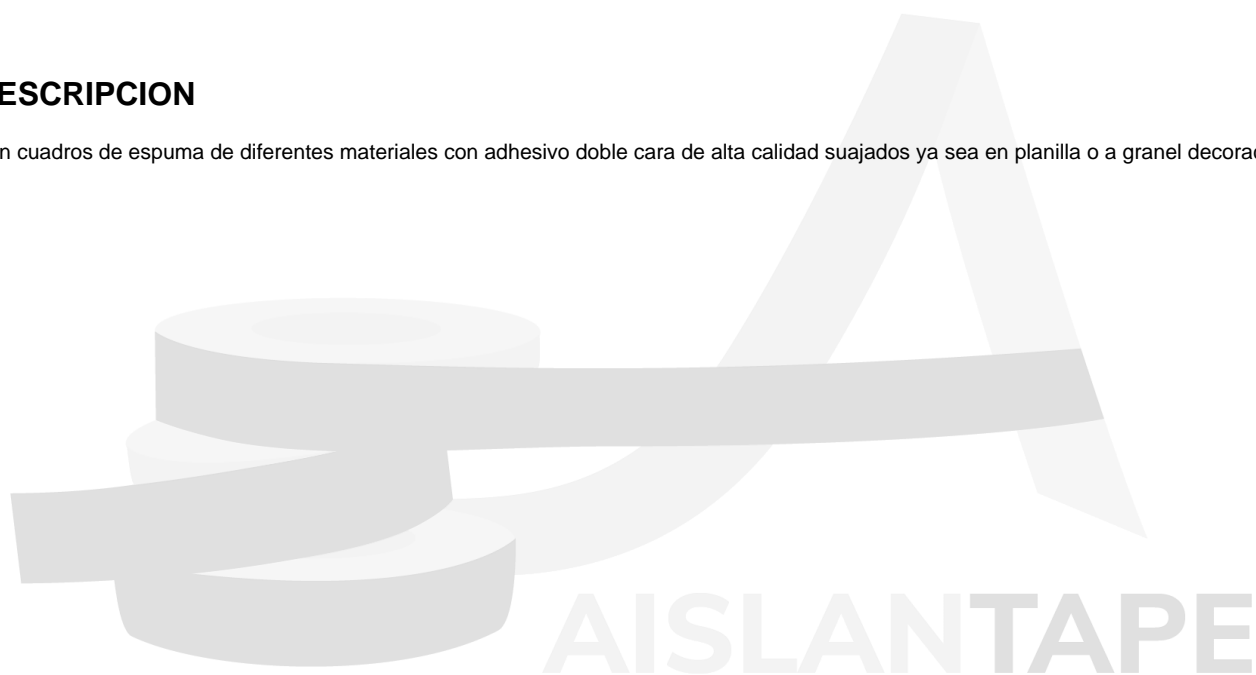 ESCRIPCION
n cuadros de espuma de diferentes materiales con adhesivo doble cara de alta calidad suajados ya sea en planilla o a granel decora
AISLANTAPE